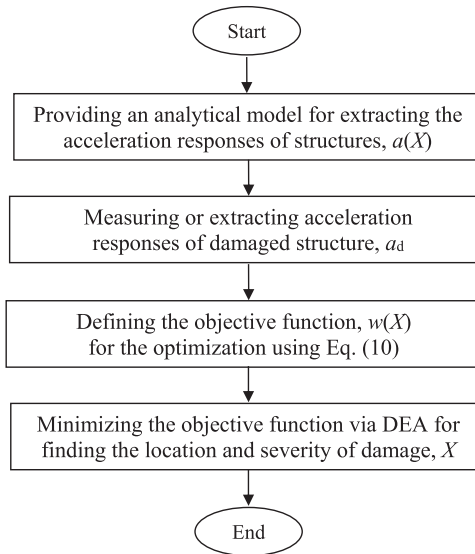 Start
Providing an analytical model for extracting the
acceleration responses of structures, a(X)
Measuring or extracting acceleration
responses of damaged structure, ad
Defining the objective function, w(X)
for the optimization using Eq. (10)
Minimizing the objective function via DEA for
finding the location and severity of damage, X
End